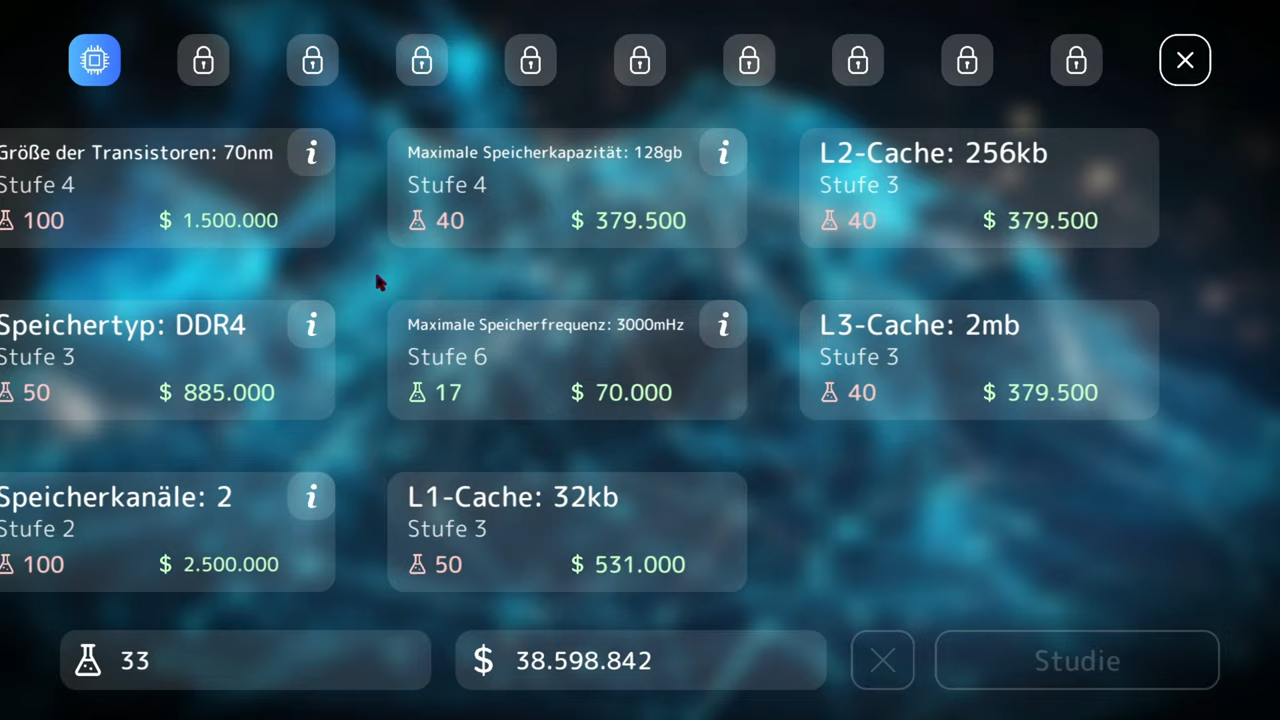 Größe der Transistoren: 70nm
Stufe 4
100 $ 1.500.000
Maximale Speicherkapazität: 128gb
Stufe 4
40 $ 379.500
L2-Cache: 256kb
Stufe 3
40 $ 379.500
Speichertyp: DDR4
Stufe 3
50 $ 885.000
Maximale Speicherfrequenz: 3000mHz
Stufe 6
17 $ 70.000
L3-Cache: 2mb
Stufe 3
40 $ 379.500
Speicherkanäle: 2
Stufe 2
100 $ 2.500.000
L1-Cache: 32kb
Stufe 3
50 $ 531.000
33
$ 38.598.842
Studie